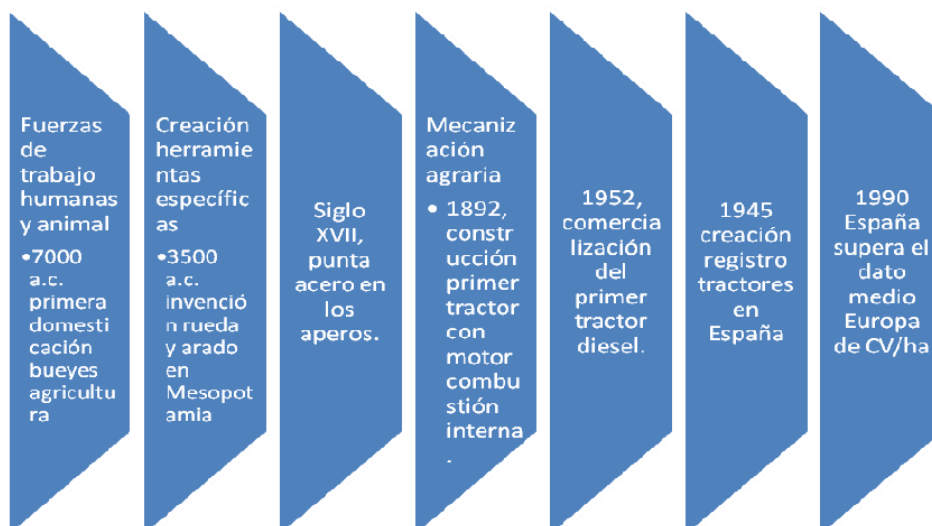 Fuerzas
de
trabajo
humanas
y animal
•7000
a.c.
primera
domesti
cación
bueyes
agricultu
ra
Creación
herramie
ntas
específic
as
•3500
a.c.
invenció
n rueda
y arado
en
Mesopot
amia
Siglo
XVII,
punta
acero en
los
aperos.
Mecaniz
ación
agraria
• 1892,
constr
ucción
primer
tractor
con
motor
combu
stión
interna
.
1952,
comercia
lización
del
primer
tractor
diesel.
1945
creación
registro
tractores
en
España
1990
España
supera el
dato
medio
Europa
de CV/ha